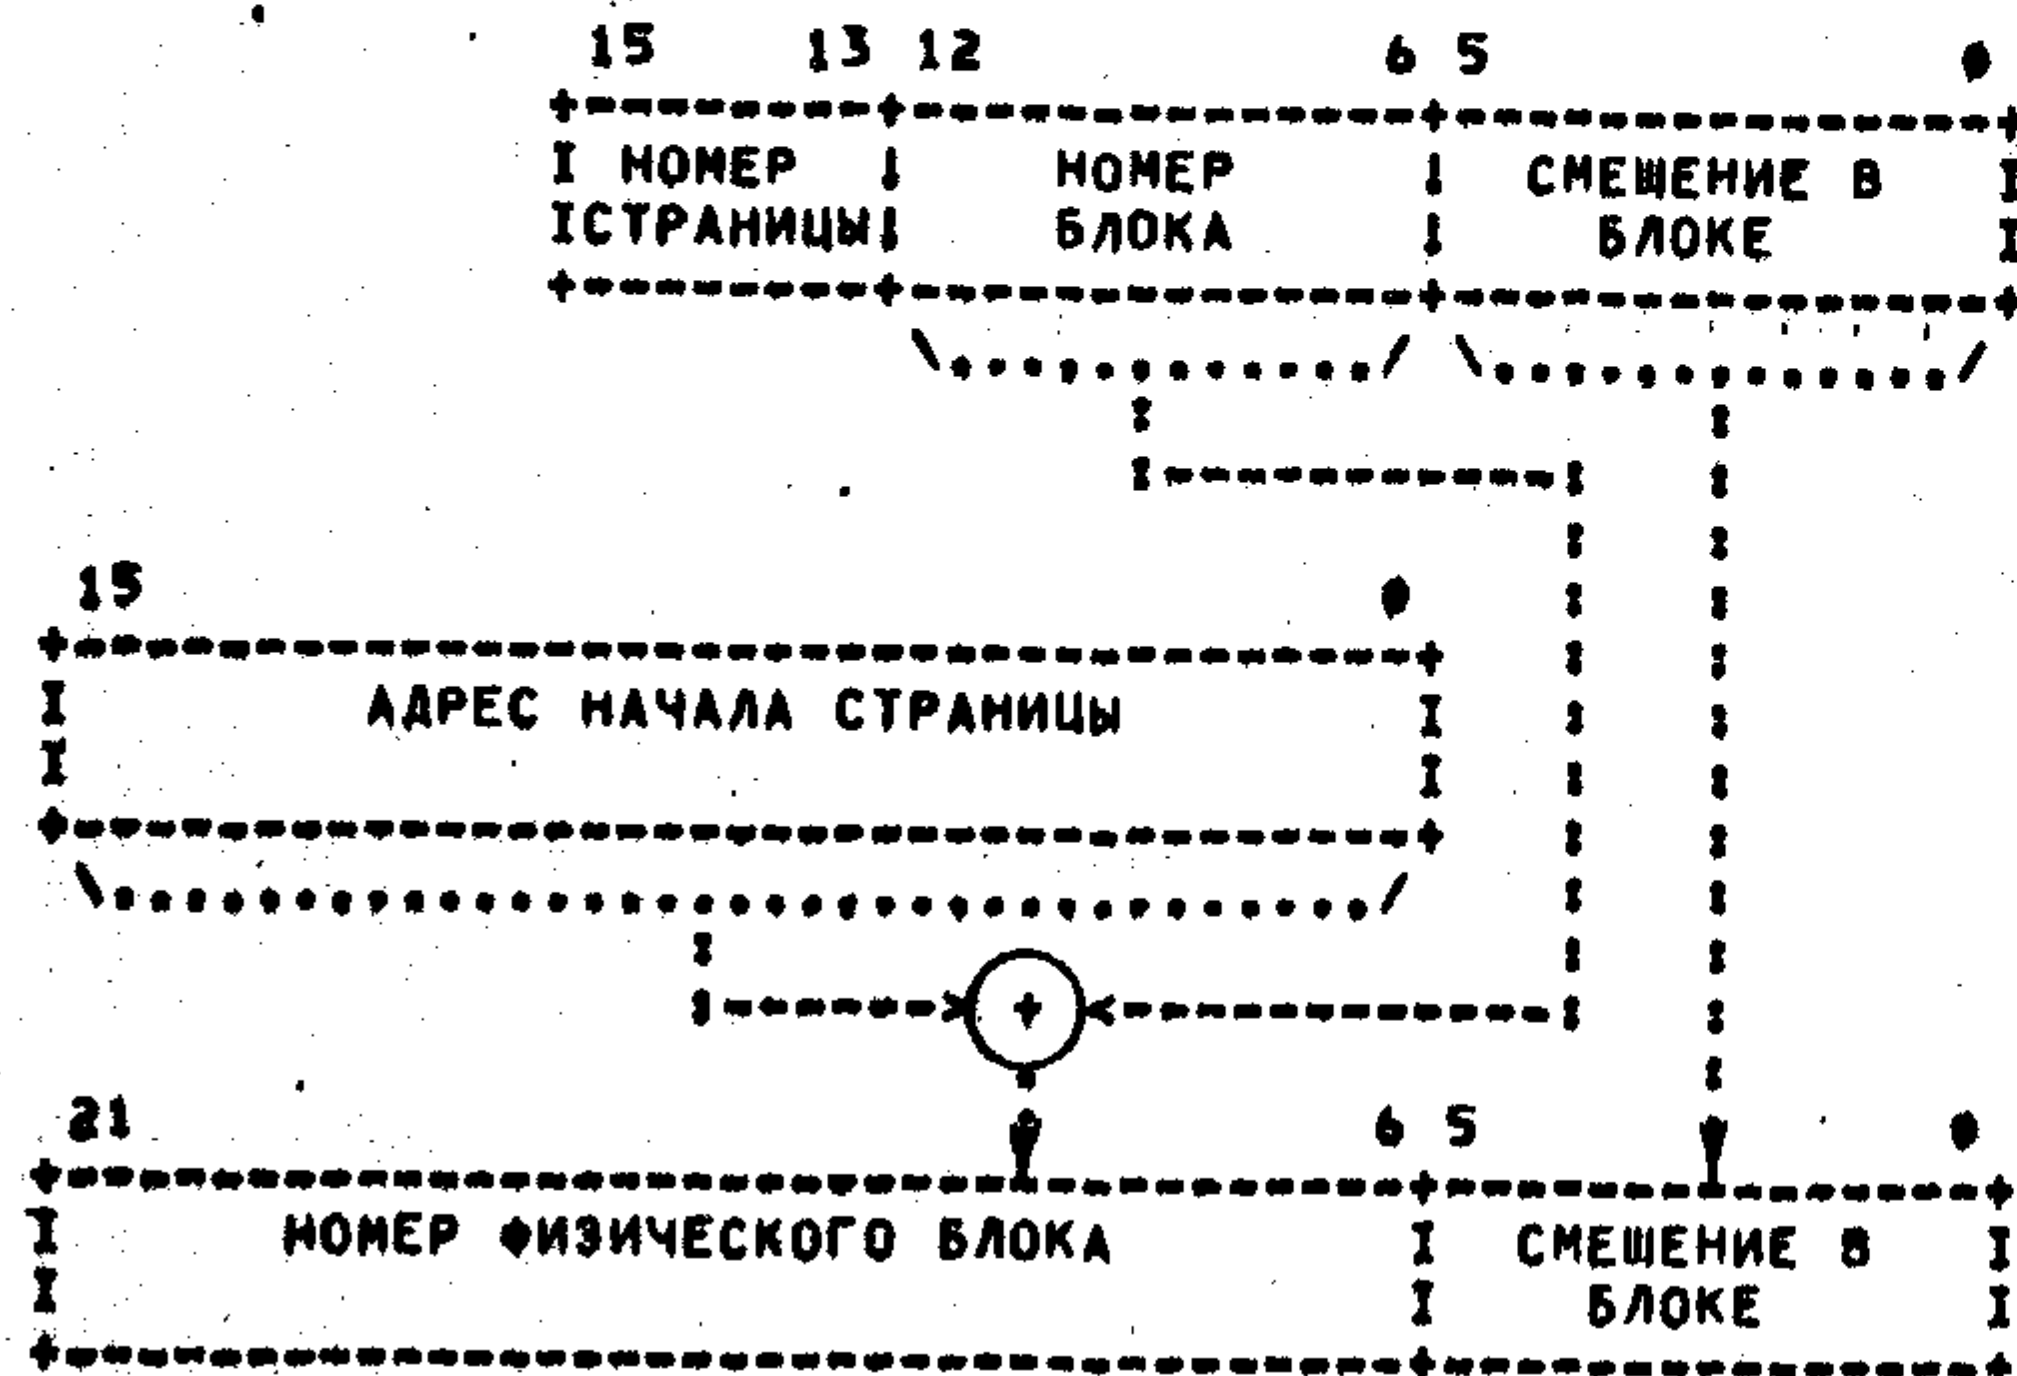 15 13 12 6 5 0
НОМЕР НОМЕР СМЕЩЕНИЕ В
СТРАНИЦЫ БЛОКА БЛОКЕ
15 0
АДРЕС НАЧАЛА СТРАНИЦЫ
+
21 6 5 0
НОМЕР ФИЗИЧЕСКОГО БЛОКА СМЕЩЕНИЕ В
БЛОКЕ